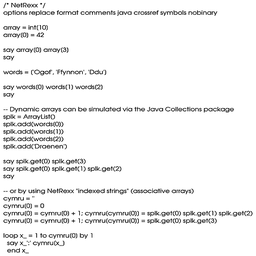 /* NetRexx */
options replace format comments java crossref symbols nobinary
array = int[10]
array[0] = 42
say array[0] array[3]
say
words = ['Ogof', 'Ffynnon', 'Ddu']
say words[0] words[1] words[2]
say
-- Dynamic arrays can be simulated via the Java Collections package
splk = ArrayList()
splk.add(words[0])
splk.add(words[1])
splk.add(words[2])
splk.add('Draenen')
say splk.get(0) splk.get(3)
say splk.get(0) splk.get(1) splk.get(2)
say
-- or by using NetRexx "indexed strings" (associative arrays)
cymru = ''
cymru[0] = 0
cymru[0] = cymru[0] + 1; cymru[cymru[0]] = splk.get(0) splk.get(1) splk.get(2)
cymru[0] = cymru[0] + 1; cymru[cymru[0]] = splk.get(0) splk.get(3)
loop x_ = 1 to cymru[0] by 1
say x_':' cymru[x_]
end x_